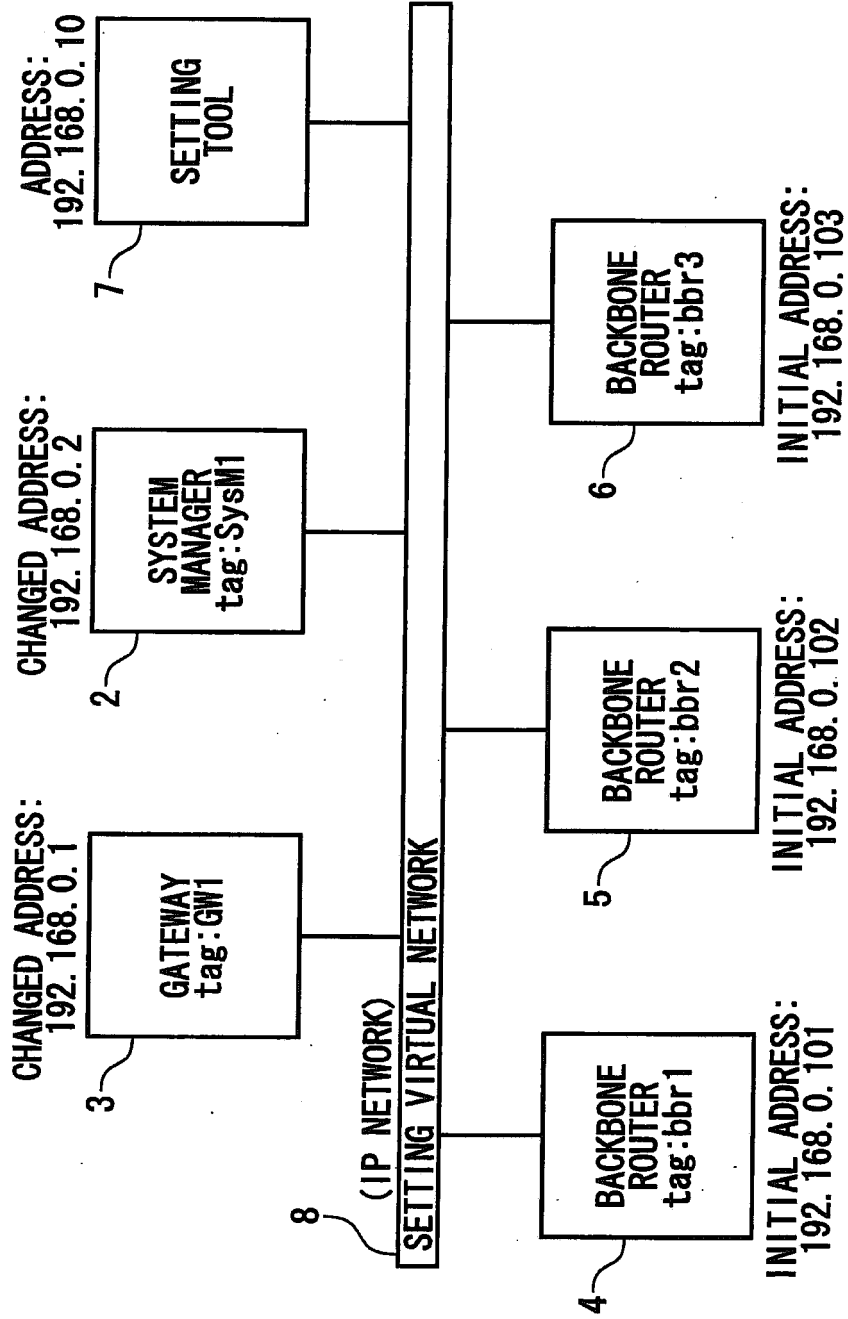 CHANGED ADDRESS:
192. 168. 0. 1
3
GATEWAY
tag:GW1
CHANGED ADDRESS:
192. 168. 0. 2
2
SYSTEM
MANAGER
tag:SysM1
ADDRESS:
192. 168. 0. 10
7
SETTING
TOOL
8
(IP NETWORK)
SETTING VIRTUAL NETWORK
4
BACKBONE
ROUTER
tag:bbr1
INITIAL ADDRESS:
192. 168. 0. 101
5
BACKBONE
ROUTER
tag:bbr2
INITIAL ADDRESS:
192. 168. 0. 102
6
BACKBONE
ROUTER
tag:bbr3
INITIAL ADDRESS:
192. 168. 0. 103